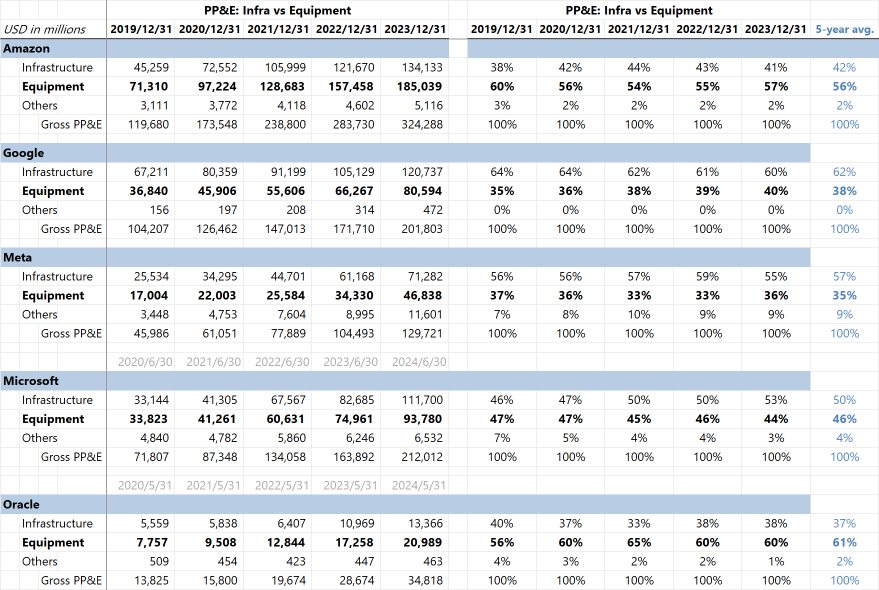 PP&E: Infra vs Equipment PP&E: Infra vs Equipment
USD in millions 2019/12/31 2020/12/31 2021/12/31 2022/12/31 2023/12/31 2019/12/31 2020/12/31 2021/12/31 2022/12/31 2023/12/31 5-year avg.
Amazon
Infrastructure 45,259 72,552 105,999 121,670 134,133 38% 42% 44% 43% 41% 42%
Equipment 71,310 97,224 128,683 157,458 185,039 60% 56% 54% 55% 57% 56%
Others 3,111 3,772 4,118 4,602 5,116 3% 2% 2% 2% 2% 2%
Gross PP&E 119,680 173,548 238,800 283,730 324,288 100% 100% 100% 100% 100% 100%
Google
Infrastructure 67,211 80,359 91,199 105,129 120,737 64% 64% 62% 61% 60% 62%
Equipment 36,840 45,906 55,606 66,267 80,594 35% 36% 38% 39% 40% 38%
Others 156 197 208 314 472 0% 0% 0% 0% 0% 0%
Gross PP&E 104,207 126,462 147,013 171,710 201,803 100% 100% 100% 100% 100% 100%
Meta
Infrastructure 25,534 34,295 44,701 61,168 71,282 56% 56% 57% 59% 55% 57%
Equipment 17,004 22,003 25,584 34,330 46,838 37% 36% 33% 33% 36% 35%
Others 3,448 4,753 7,604 8,995 11,601 7% 8% 10% 9% 9% 9%
Gross PP&E 45,986 61,051 77,889 104,493 129,721 100% 100% 100% 100% 100% 100%
2020/6/30 2021/6/30 2022/6/30 2023/6/30 2024/6/30
Microsoft
Infrastructure 33,144 41,305 67,567 82,685 111,700 46% 47% 50% 50% 53% 50%
Equipment 33,823 41,261 60,631 74,961 93,780 47% 47% 45% 46% 44% 46%
Others 4,840 4,782 5,860 6,246 6,532 7% 5% 4% 4% 3% 4%
Gross PP&E 71,807 87,348 134,058 163,892 212,012 100% 100% 100% 100% 100% 100%
2020/5/31 2021/5/31 2022/5/31 2023/5/31 2024/5/31
Oracle
Infrastructure 5,559 5,838 6,407 10,969 13,366 40% 37% 33% 38% 38% 37%
Equipment 7,757 9,508 12,844 17,258 20,989 56% 60% 65% 60% 60% 61%
Others 509 454 423 447 463 4% 3% 2% 2% 1% 2%
Gross PP&E 13,825 15,800 19,674 28,674 34,818 100% 100% 100% 100% 100% 100%